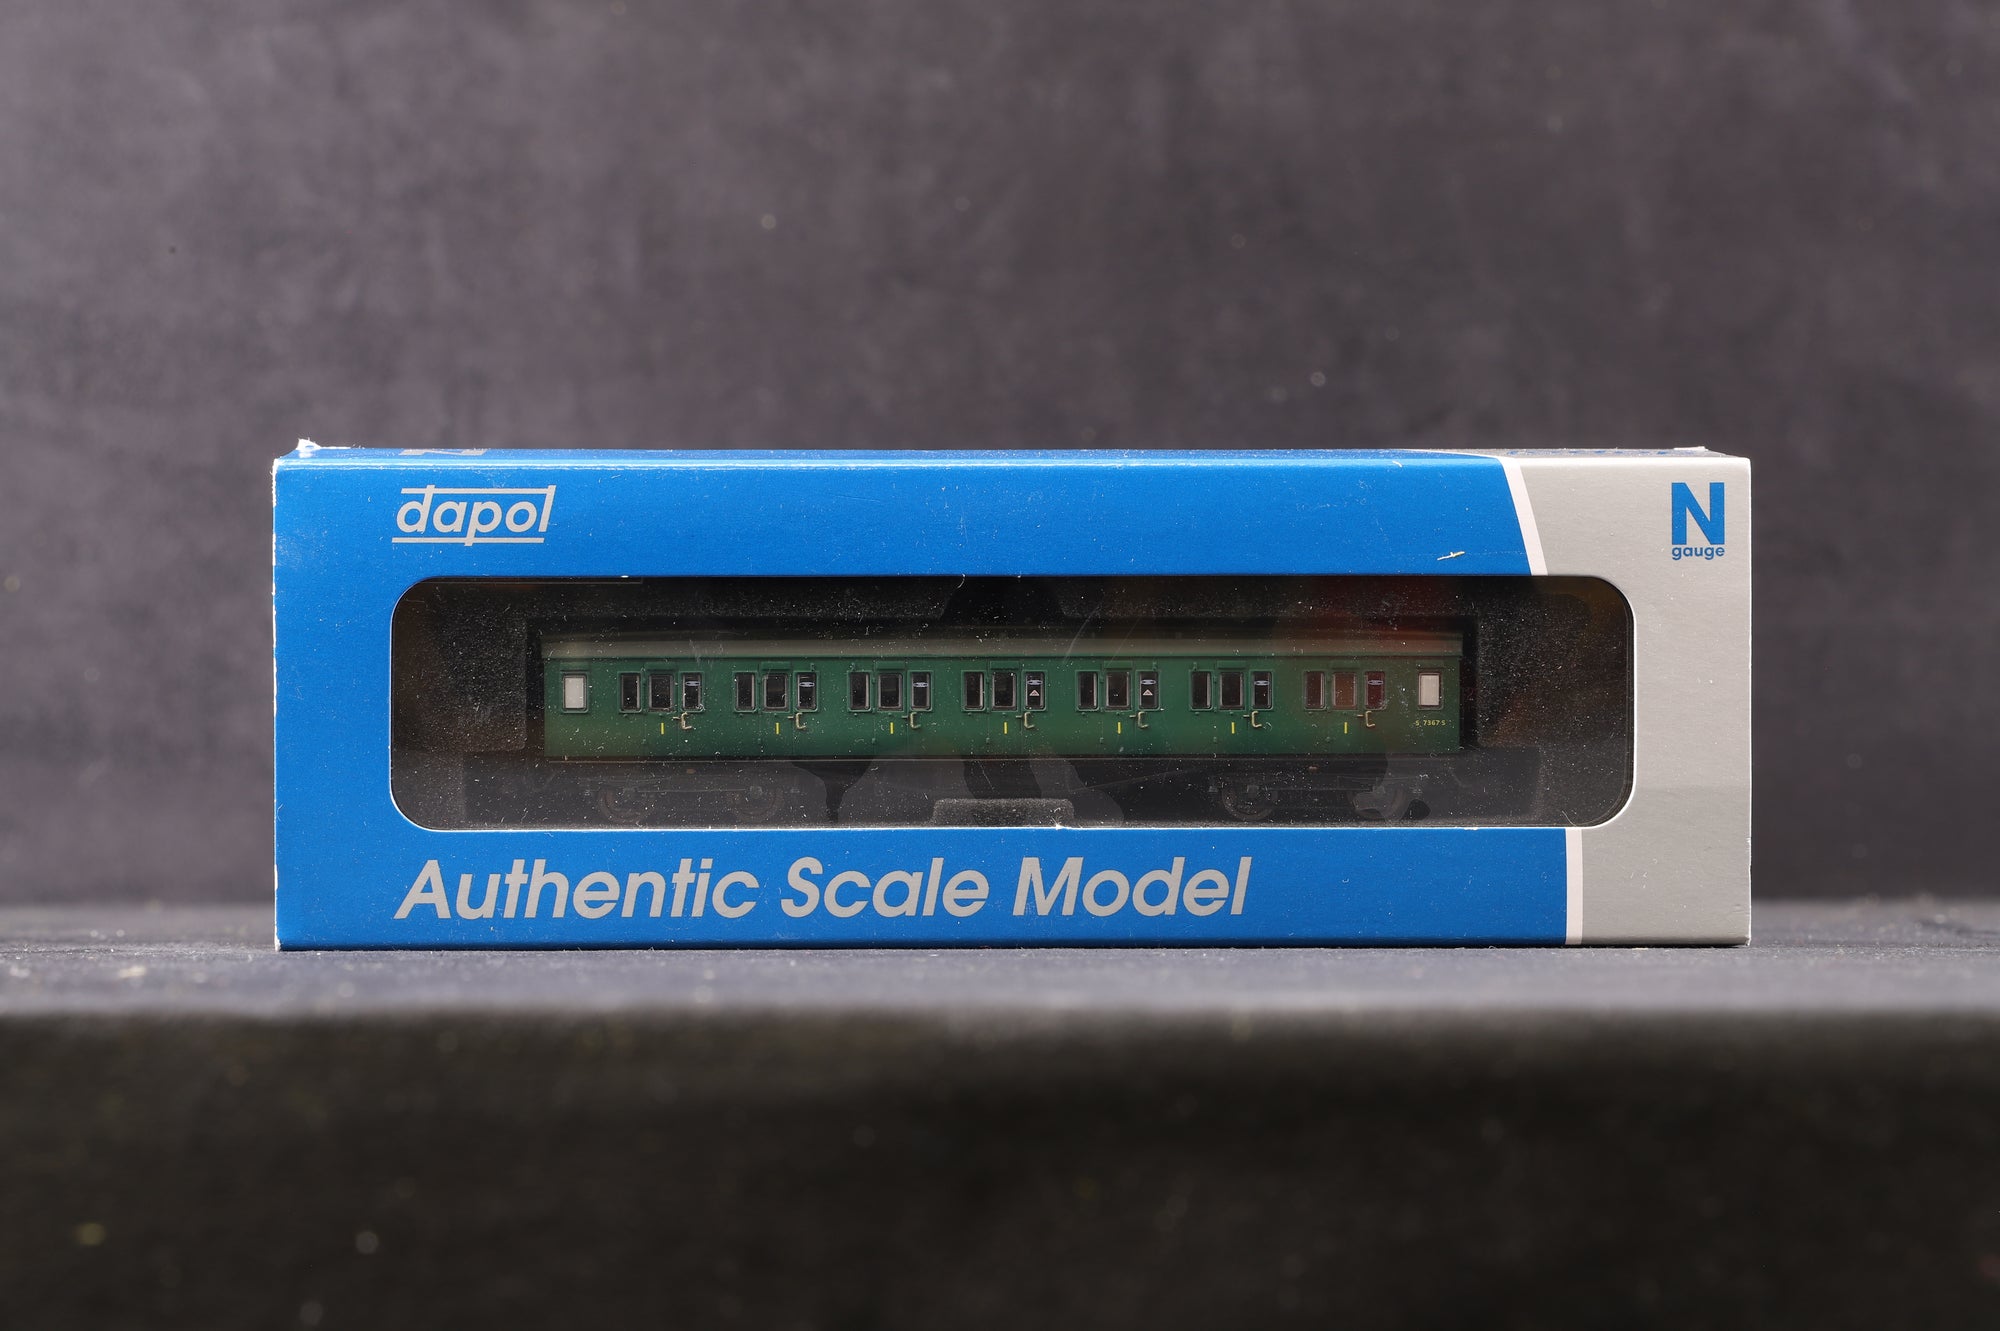 dapol
N
gauge
S 7367 S
Authentic Scale Model